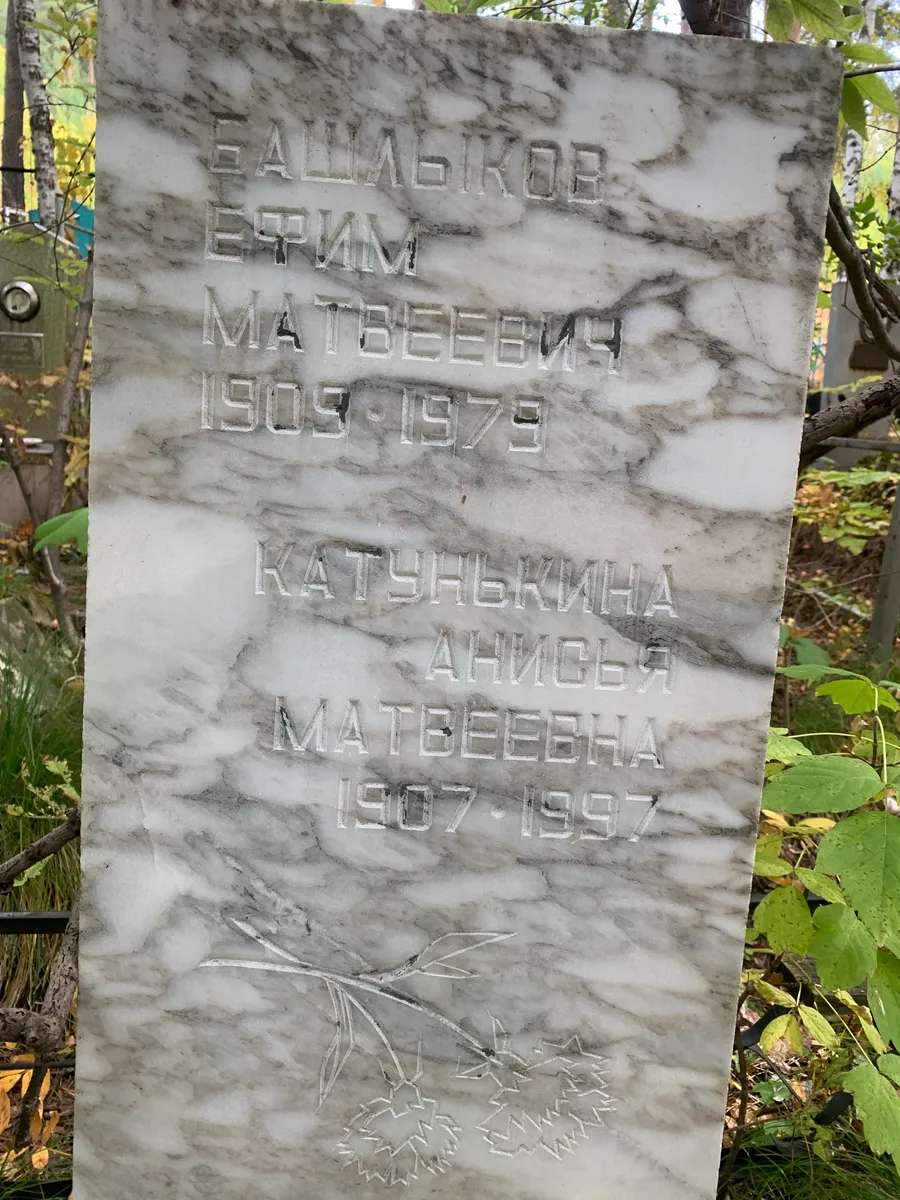 БАШЛЫКОВ
ЕФИМ
МАТВЕЕВИЧ
1909·1979
КАТУНЬКИНА
АНИСЬЯ
МАТВЕЕВНА
1907·1997